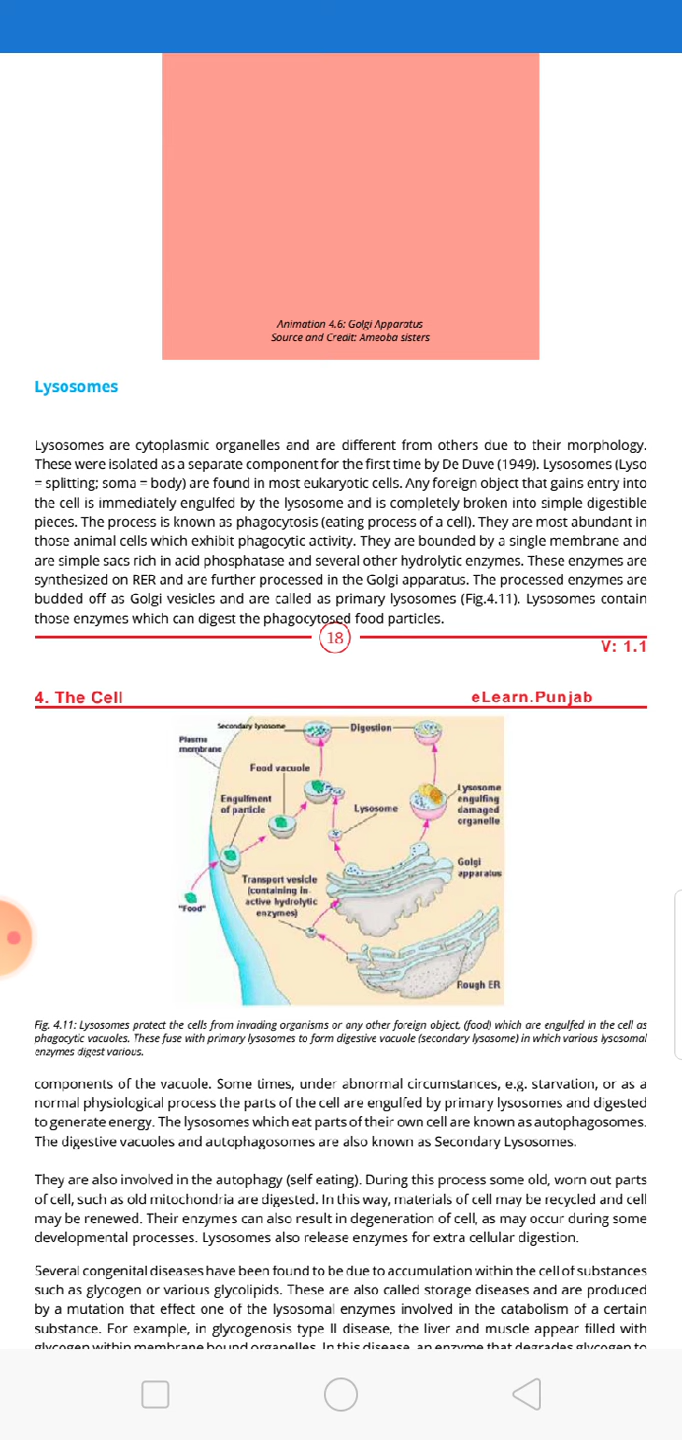 Animation 4.6: Golgi Apparatus
Source and Credit: Ameoba sisters
Lysosomes
Lysosomes are cytoplasmic organelles and are different from others due to their morphology.
These were isolated as a separate component for the first time by De Duve (1949). Lysosomes (Lyso
= splitting; soma = body) are found in most eukaryotic cells. Any foreign object that gains entry into
the cell is immediately engulfed by the lysosome and is completely broken into simple digestible
pieces. The process is known as phagocytosis (eating process of a cell). They are most abundant in
those animal cells which exhibit phagocytic activity. They are bounded by a single membrane and
are simple sacs rich in acid phosphatase and several other hydrolytic enzymes. These enzymes are
synthesized on RER and are further processed in the Golgi apparatus. The processed enzymes are
budded off as Golgi vesicles and are called as primary lysosomes (Fig.4.11). Lysosomes contain
those enzymes which can digest the phagocytosed food particles.
18
V: 1.1
4. The Cell
eLearn.Punjab
Secondary lysosome
Digestion
Plasma
membrane
Food vacuole
Engulfment
of particle
Lysosome
Lysosome
engulfing
damaged
organelle
Golgi
apparatus
Transport vesicle
(containing in-
active hydrolytic
enzymes)
"Food"
Rough ER
Fig. 4.11: Lysosomes protect the cells from invading organisms or any other foreign object, (food) which are engulfed in the cell as
phagocytic vacuoles. These fuse with primary lysosomes to form digestive vacuole (secondary lysosome) in which various lysosomal
enzymes digest various.
components of the vacuole. Some times, under abnormal circumstances, e.g. starvation, or as a
normal physiological process the parts of the cell are engulfed by primary lysosomes and digested
to generate energy. The lysosomes which eat parts of their own cell are known as autophagosomes.
The digestive vacuoles and autophagosomes are also known as Secondary Lysosomes.
They are also involved in the autophagy (self eating). During this process some old, worn out parts
of cell, such as old mitochondria are digested. In this way, materials of cell may be recycled and cell
may be renewed. Their enzymes can also result in degeneration of cell, as may occur during some
developmental processes. Lysosomes also release enzymes for extra cellular digestion.
Several congenital diseases have been found to be due to accumulation within the cell of substances
such as glycogen or various glycolipids. These are also called storage diseases and are produced
by a mutation that effect one of the lysosomal enzymes involved in the catabolism of a certain
substance. For example, in glycogenosis type II disease, the liver and muscle appear filled with
glycogen within membrane bound organelles. In this disease, an enzyme that degrades glycogen to